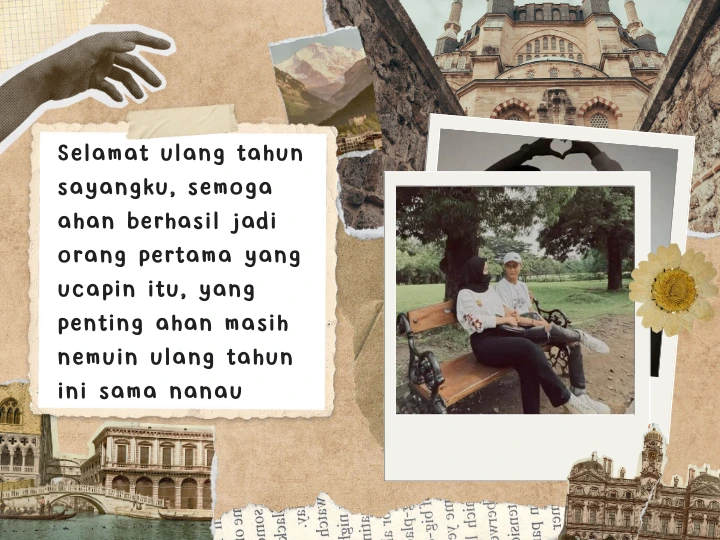 Selamat ulang tahun
sayangku, semoga
ahan berhasil jadi
orang pertama yang
ucapin itu, yang
penting ahan masih
nemuin ulang tahun
ini sama nanau